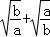 √(b/a) + √(a/b)